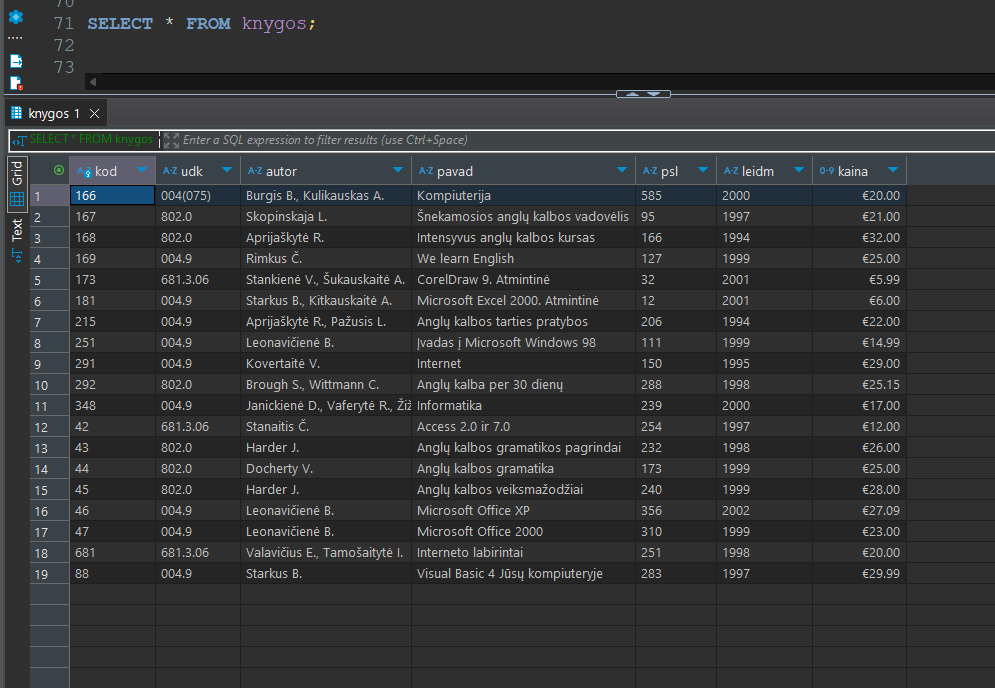 70
71 SELECT * FROM knygos;
72
73
knygos 1
SELECT * FROM knygos Enter a SQL expression to filter results (use Ctrl+Space)
Grid
Text
A-Z kod A-Z udk A-Z autor A-Z pavad A-Z psl A-Z leidm 0-9 kaina
1 166 004(075) Burgis B., Kulikauskas A. Kompiuterija 585 2000 €20.00
2 167 802.0 Skopinskaja L. Šnekamosios anglų kalbos vadovėlis 95 1997 €21.00
3 168 802.0 Aprijaškytė R. Intensyvus anglų kalbos kursas 166 1994 €32.00
4 169 004.9 Rimkus Č. We learn English 127 1999 €25.00
5 173 681.3.06 Stankienė V., Šukauskaitė A. CorelDraw 9. Atmintinė 32 2001 €5.99
6 181 004.9 Starkus B., Kitkauskaitė A. Microsoft Excel 2000. Atmintinė 12 2001 €6.00
7 215 004.9 Aprijaškytė R., Pažusis L. Anglų kalbos tarties pratybos 206 1994 €22.00
8 251 004.9 Leonavičienė B. Įvadas į Microsoft Windows 98 111 1999 €14.99
9 291 004.9 Kovertaitė V. Internet 150 1995 €29.00
10 292 802.0 Brough S., Wittmann C. Anglų kalba per 30 dienų 288 1998 €25.15
11 348 004.9 Janickienė D., Vaferytė R., Žiž Informatika 239 2000 €17.00
12 42 681.3.06 Stanaitis Č. Access 2.0 ir 7.0 254 1997 €12.00
13 43 802.0 Harder J. Anglų kalbos gramatikos pagrindai 232 1998 €26.00
14 44 802.0 Docherty V. Anglų kalbos gramatika 173 1999 €25.00
15 45 802.0 Harder J. Anglų kalbos veiksmažodžiai 240 1999 €28.00
16 46 004.9 Leonavičienė B. Microsoft Office XP 356 2002 €27.09
17 47 004.9 Leonavičienė B. Microsoft Office 2000 310 1999 €23.00
18 681 681.3.06 Valavičius E., Tamošaitytė I. Interneto labirintai 251 1998 €20.00
19 88 004.9 Starkus B. Visual Basic 4 Jūsų kompiuteryje 283 1997 €29.99